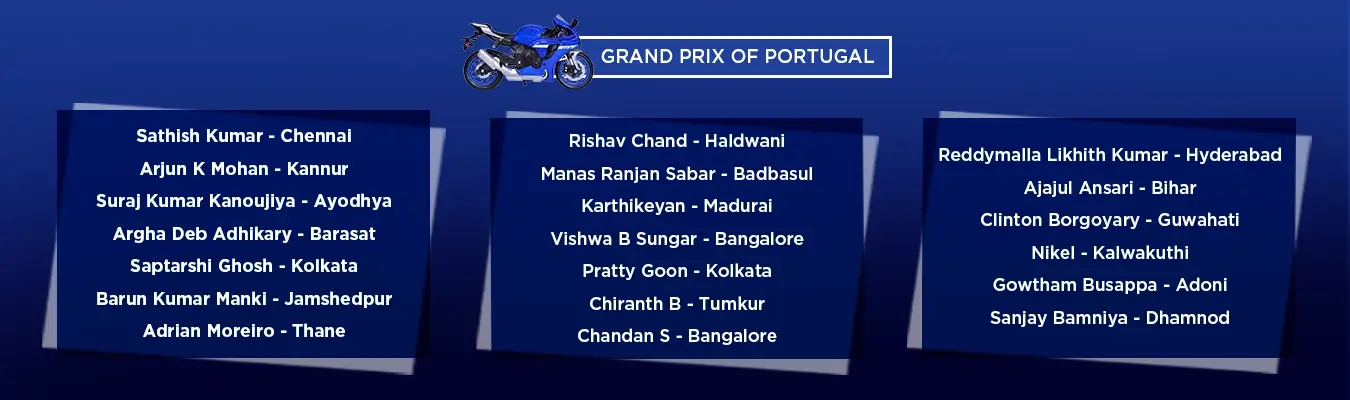 GRAND PRIX OF PORTUGAL
Sathish Kumar - Chennai
Arjun K Mohan - Kannur
Suraj Kumar Kanoujiya - Ayodhya
Argha Deb Adhikary - Barasat
Saptarshi Ghosh - Kolkata
Barun Kumar Manki - Jamshedpur
Adrian Moreiro - Thane
Rishav Chand - Haldwani
Manas Ranjan Sabar - Badbasul
Karthikeyan - Madurai
Vishwa B Sungar - Bangalore
Pratty Goon - Kolkata
Chiranth B - Tumkur
Chandan S - Bangalore
Reddymalla Likhith Kumar - Hyderabad
Ajajul Ansari - Bihar
Clinton Borgoyary - Guwahati
Nikel - Kalwakuthi
Gowtham Busappa - Adoni
Sanjay Bamniya - Dhamnod